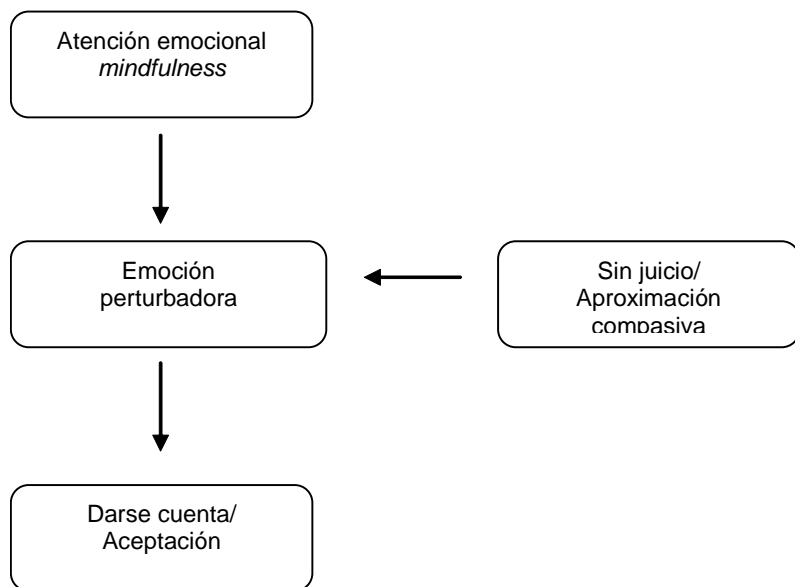 Atención emocional
mindfulness
Emoción
perturbadora
Sin juicio/
Aproximación
compasiva
Darse cuenta/
Aceptación